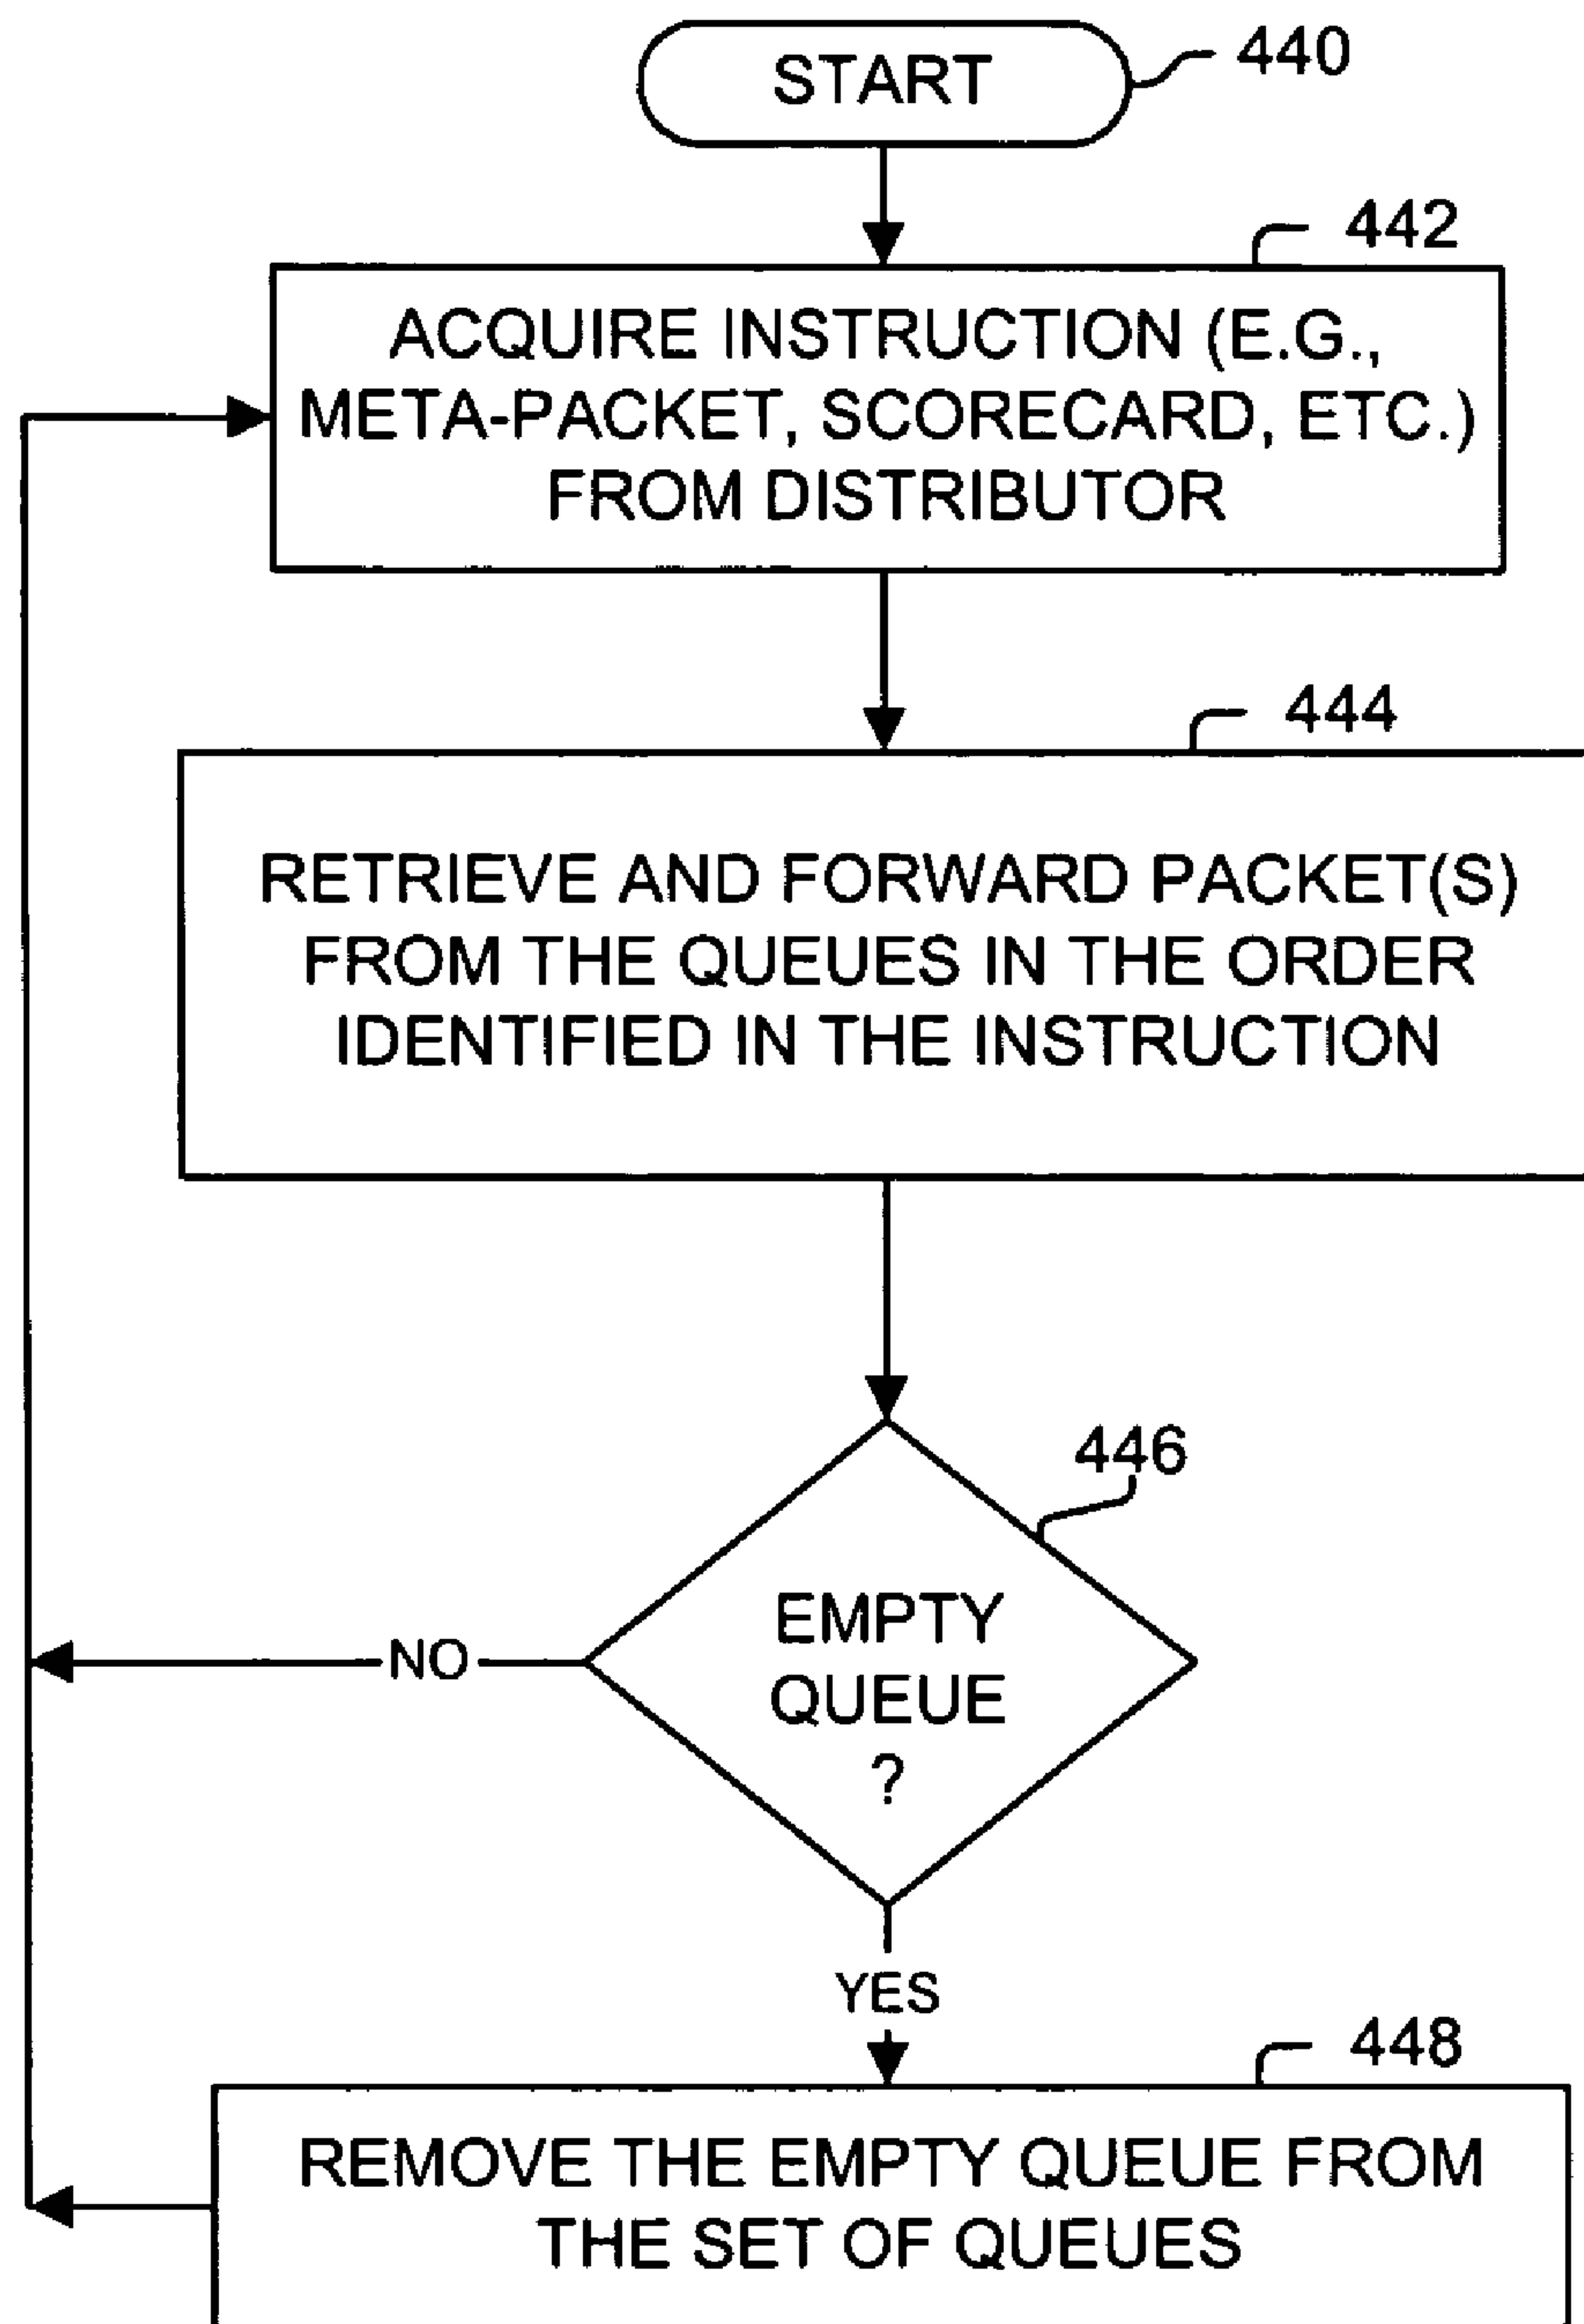 START
440
442
ACQUIRE INSTRUCTION (E.G.,
META-PACKET, SCORECARD, ETC.)
FROM DISTRIBUTOR
444
RETRIEVE AND FORWARD PACKET(S)
FROM THE QUEUES IN THE ORDER
IDENTIFIED IN THE INSTRUCTION
446
EMPTY
QUEUE
?
NO
YES
448
REMOVE THE EMPTY QUEUE FROM
THE SET OF QUEUES